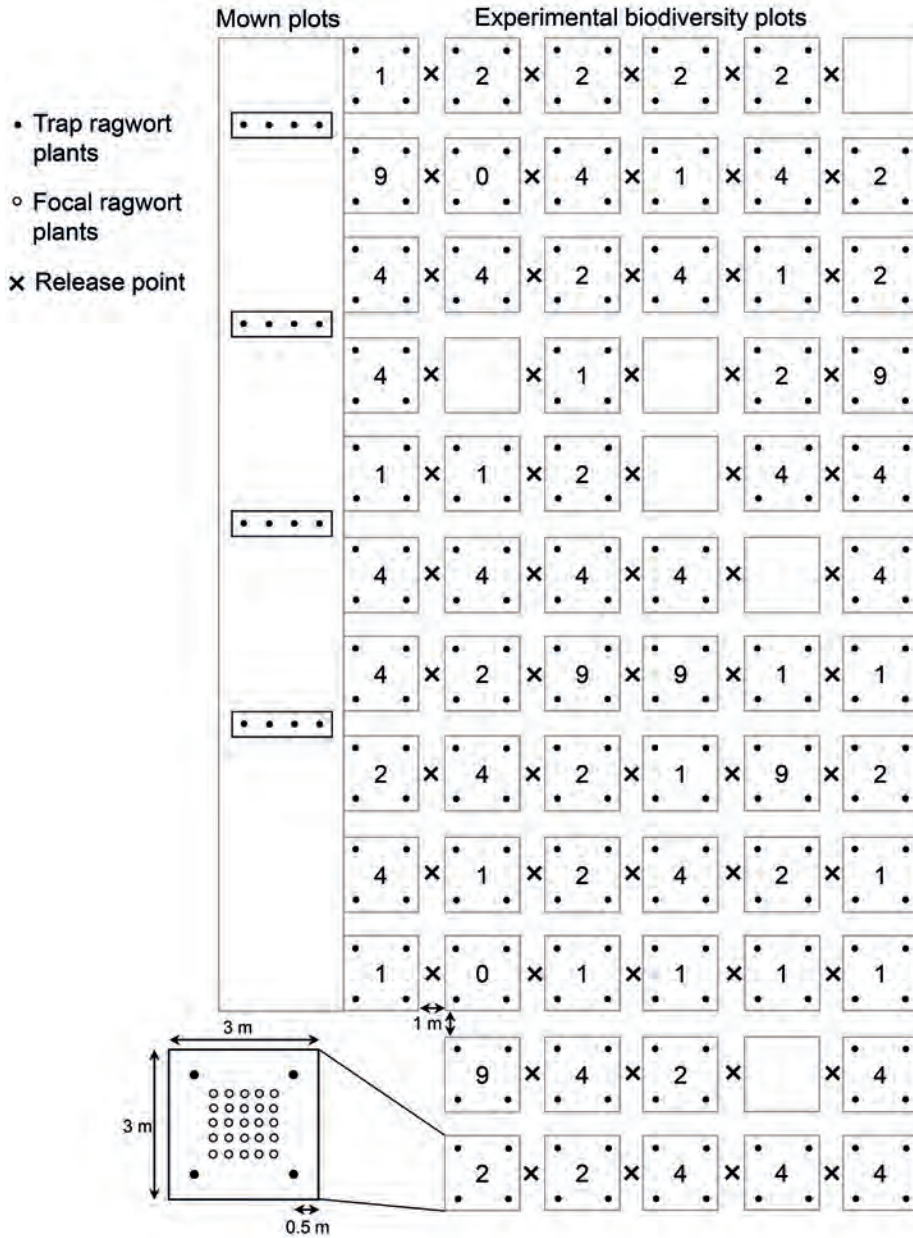 Mown plots
Experimental biodiversity plots
Trap ragwort
plants
Focal ragwort
plants
Release point
1 2 2 2 2
9 0 4 1 4 2
4 4 2 4 1 2
4 1 2 9
1 1 2 4 4
4 4 4 4 4
4 2 9 9 1 1
2 4 2 1 9 2
4 1 2 4 2 1
1 0 1 1 1 1
1 m
3 m
9 4 2 4
3 m
2 2 4 4 4
0.5 m